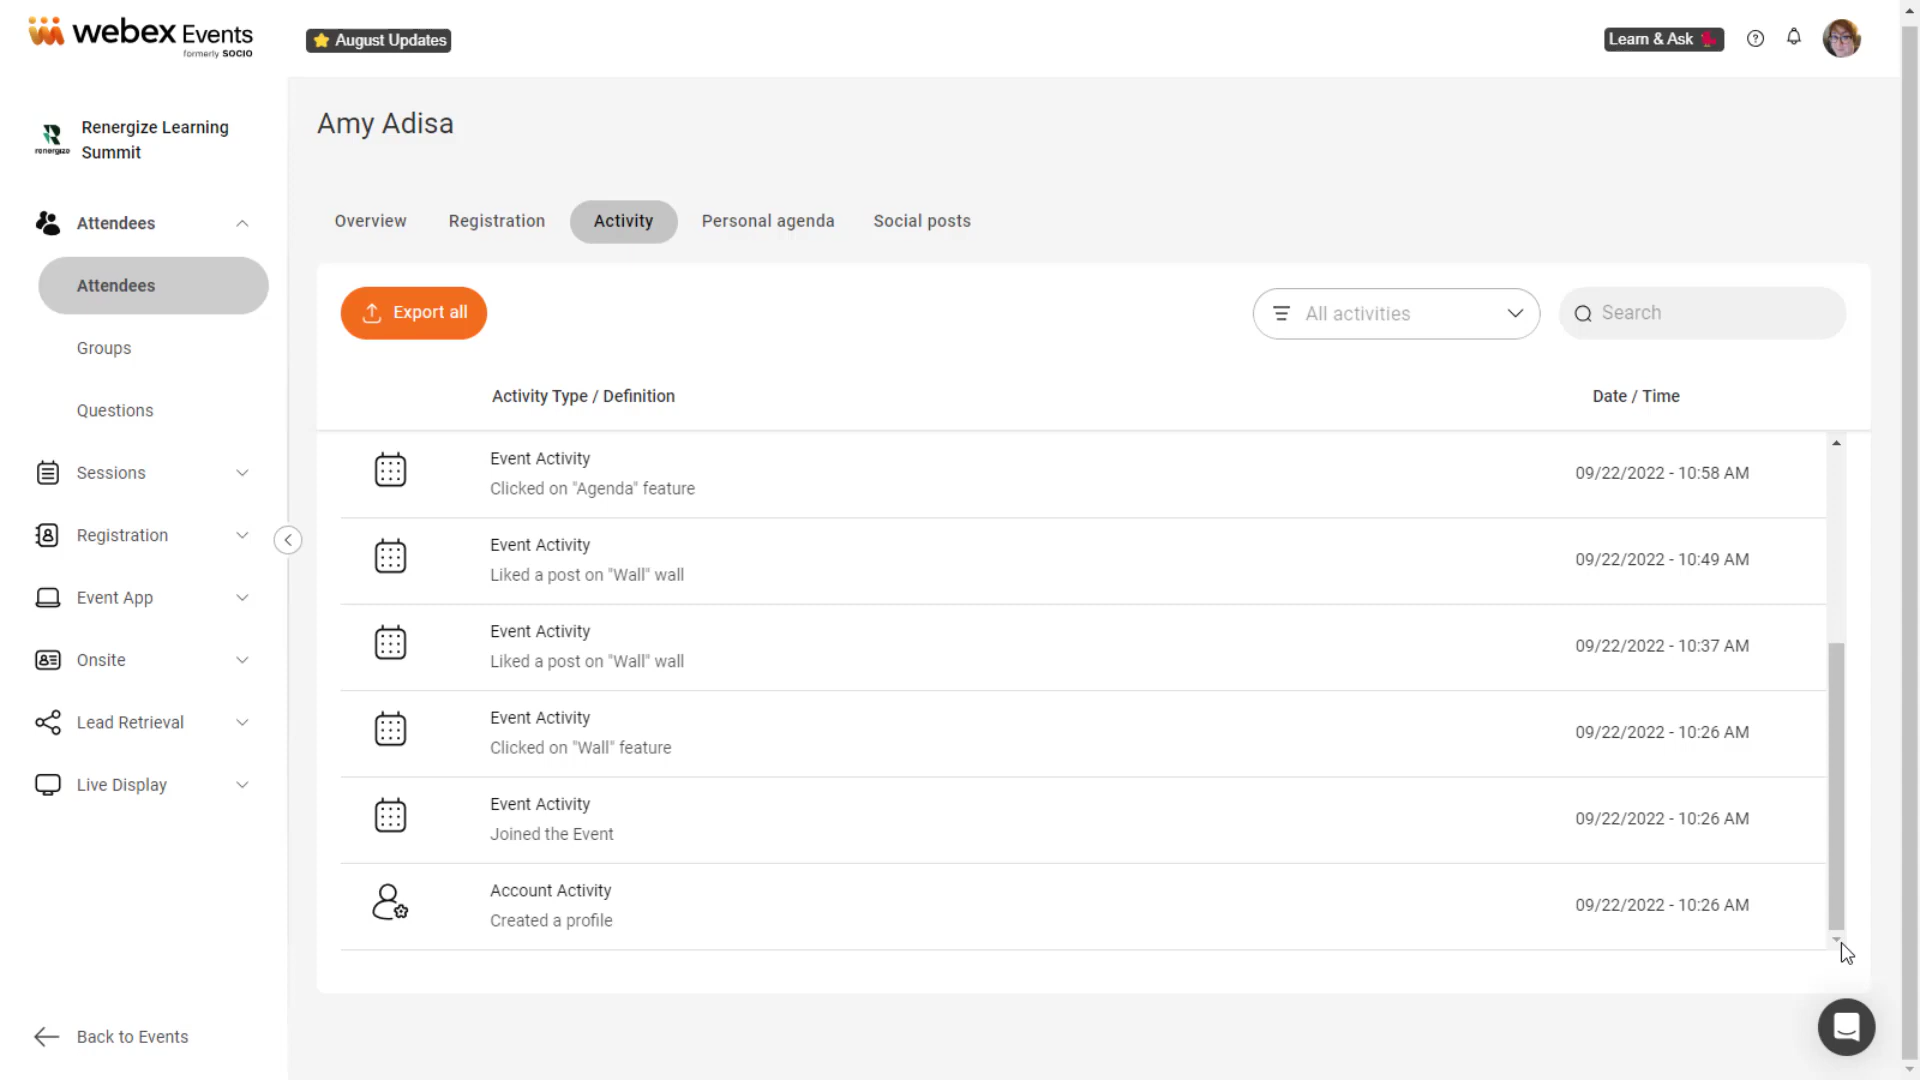 webex Events
formerly SOCIO
August Updates
Learn & Ask
Renergize Learning
Summit
renergize
Amy Adisa
Attendees
Attendees
Groups
Questions
Sessions
Registration
Event App
Onsite
Lead Retrieval
Live Display
Back to Events
Overview
Registration
Activity
Personal agenda
Social posts
Export all
All activities
Search
Activity Type / Definition
Date / Time
Event Activity
Clicked on "Agenda" feature
09/22/2022 - 10:58 AM
Event Activity
Liked a post on "Wall" wall
09/22/2022 - 10:49 AM
Event Activity
Liked a post on "Wall" wall
09/22/2022 - 10:37 AM
Event Activity
Clicked on "Wall" feature
09/22/2022 - 10:26 AM
Event Activity
Joined the Event
09/22/2022 - 10:26 AM
Account Activity
Created a profile
09/22/2022 - 10:26 AM